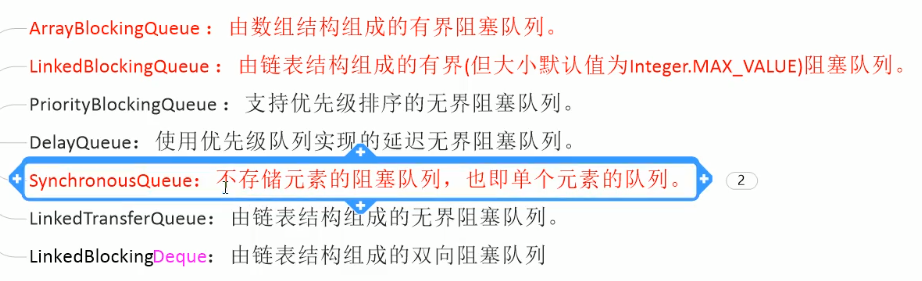 ArrayBlockingQueue：由数组结构组成的有界阻塞队列。
LinkedBlockingQueue：由链表结构组成的有界(但大小默认值为Integer.MAX_VALUE)阻塞队列。
PriorityBlockingQueue：支持优先级排序的无界阻塞队列。
DelayQueue：使用优先级队列实现的延迟无界阻塞队列。
SynchronousQueue：不存储元素的阻塞队列，也即单个元素的队列。 2
LinkedTransferQueue：由链表结构组成的无界阻塞队列。
LinkedBlockingDeque：由链表结构组成的双向阻塞队列